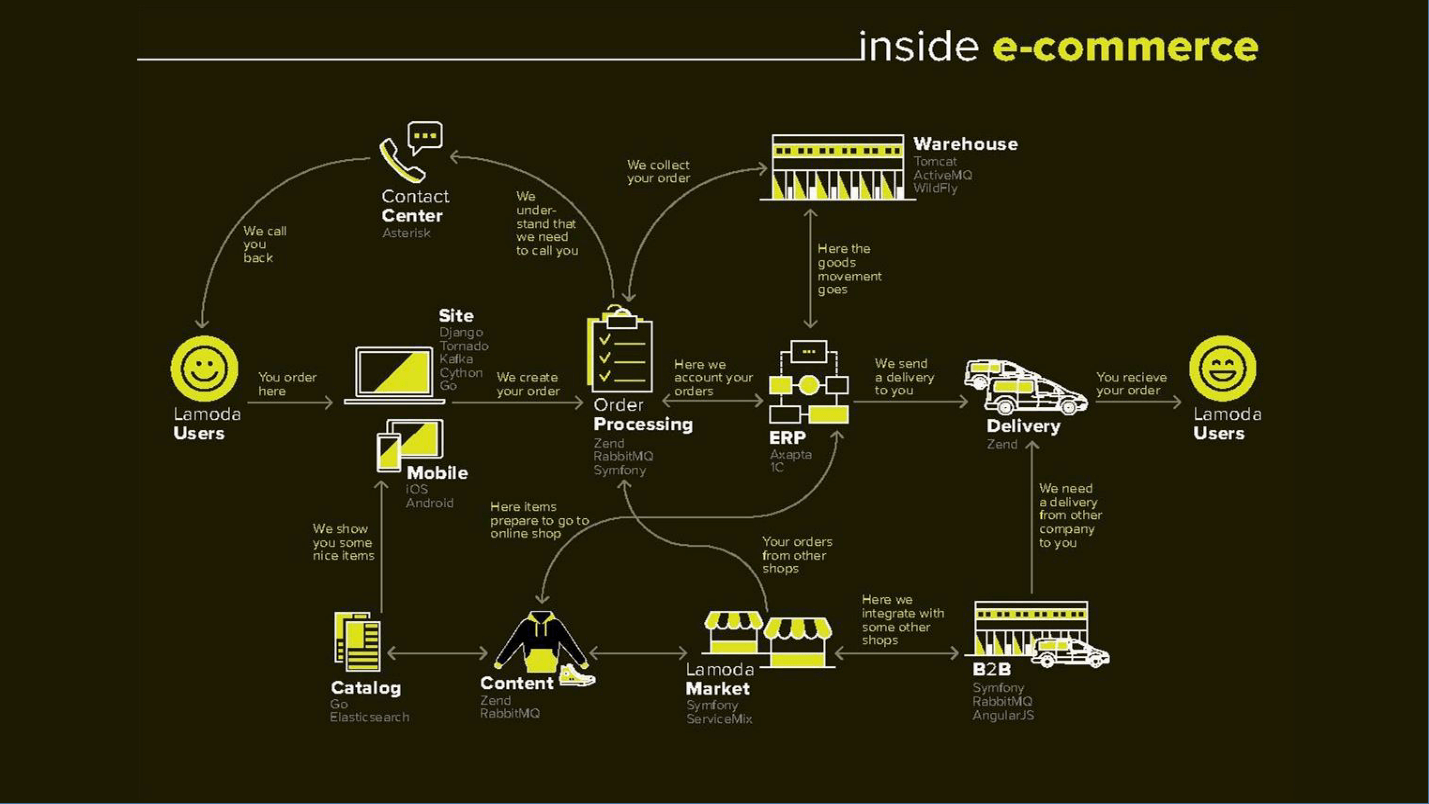 inside e-commerce
Contact
Center
Asterisk
We call
you
back
We
under-
stand that
we need
to call you
We collect
your order
Warehouse
Tomcat
ActiveMQ
WildFly
Here the
goods
movement
goes
Lamoda
Users
You order
here
Site
Django
Tornado
Kafka
Cython
Go
Mobile
iOS
Android
We create
your order
Order
Processing
Zend
RabbitMQ
Symfony
Here we
account your
orders
ERP
Axapta
1C
We send
a delivery
to you
Delivery
Zend
You recieve
your order
Lamoda
Users
We show
you some
nice items
Here items
prepare to go to
online shop
Your orders
from other
shops
We need
a delivery
from other
company
to you
Here we
integrate with
some other
shops
Catalog
Go
Elasticsearch
Content
Zend
RabbitMQ
Lamoda
Market
Symfony
ServiceMix
B2B
Symfony
RabbitMQ
AngularJS